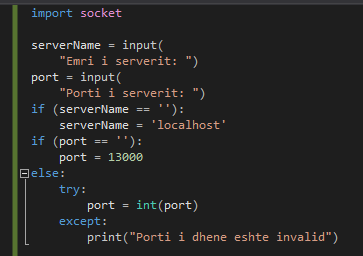 import socket
serverName = input(
"Emri i serverit: ")
port = input(
"Porti i serverit: ")
if (serverName == ''):
serverName = 'localhost'
if (port == ''):
port = 13000
else:
try:
port = int(port)
except:
print("Porti i dhene eshte invalid")